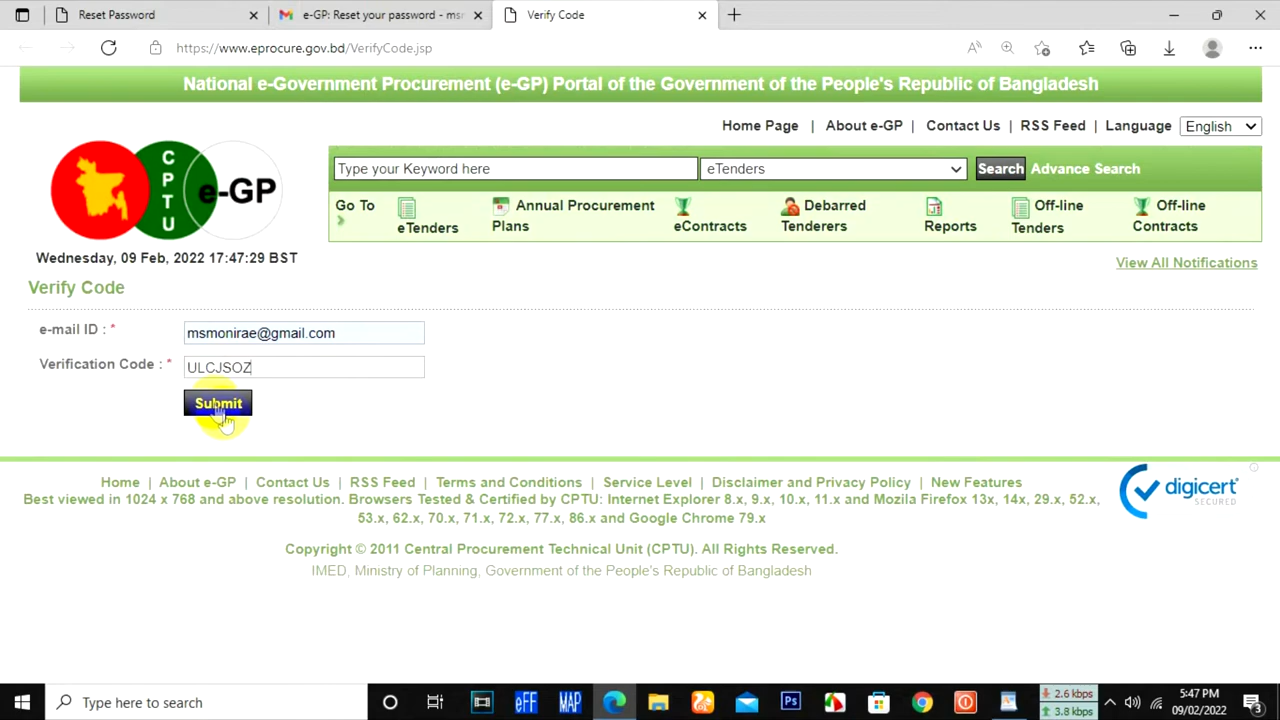 Reset Password
e-GP: Reset your password - msr
Verify Code
https://www.eprocure.gov.bd/VerifyCode.jsp
National e-Government Procurement (e-GP) Portal of the Government of the People's Republic of Bangladesh
Home Page | About e-GP | Contact Us | RSS Feed | Language English
CPTU e-GP
Type your Keyword here eTenders Search Advance Search
Go To eTenders Annual Procurement Plans eContracts Debarred Tenderers Reports Off-line Tenders Off-line Contracts
Wednesday, 09 Feb, 2022 17:47:29 BST
View All Notifications
Verify Code
e-mail ID : * msmonirae@gmail.com
Verification Code : * ULCJSOZ
Submit
Home | About e-GP | Contact Us | RSS Feed | Terms and Conditions | Service Level | Disclaimer and Privacy Policy | New Features
Best viewed in 1024 x 768 and above resolution. Browsers Tested & Certified by CPTU: Internet Explorer 8.x, 9.x, 10.x, 11.x and Mozilla Firefox 13x, 14x, 29.x, 52.x,
53.x, 62.x, 70.x, 71.x, 72.x, 77.x, 86.x and Google Chrome 79.x
digicert
SECURED
Copyright © 2011 Central Procurement Technical Unit (CPTU). All Rights Reserved.
IMED, Ministry of Planning, Government of the People's Republic of Bangladesh
Type here to search
eFF
MAP
Ps
2.6 kbps
3.8 kbps
5:47 PM
09/02/2022
3